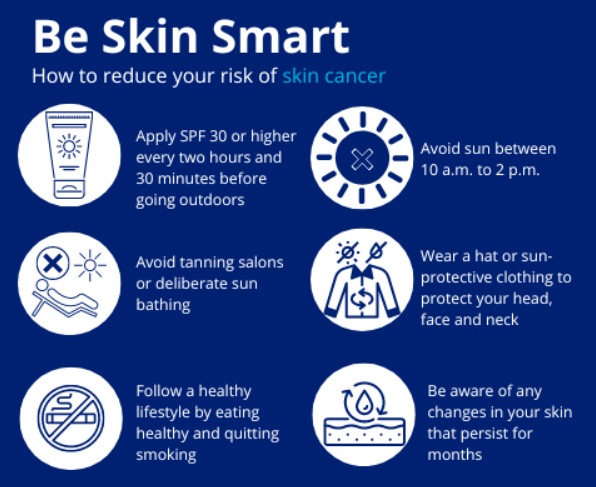 Be Skin Smart
How to reduce your risk of skin cancer
Apply SPF 30 or higher
every two hours and
30 minutes before
going outdoors
Avoid sun between
10 a.m. to 2 p.m.
Avoid tanning salons
or deliberate sun
bathing
Wear a hat or sun-
protective clothing to
protect your head,
face and neck
Follow a healthy
lifestyle by eating
healthy and quitting
smoking
Be aware of any
changes in your skin
that persist for
months